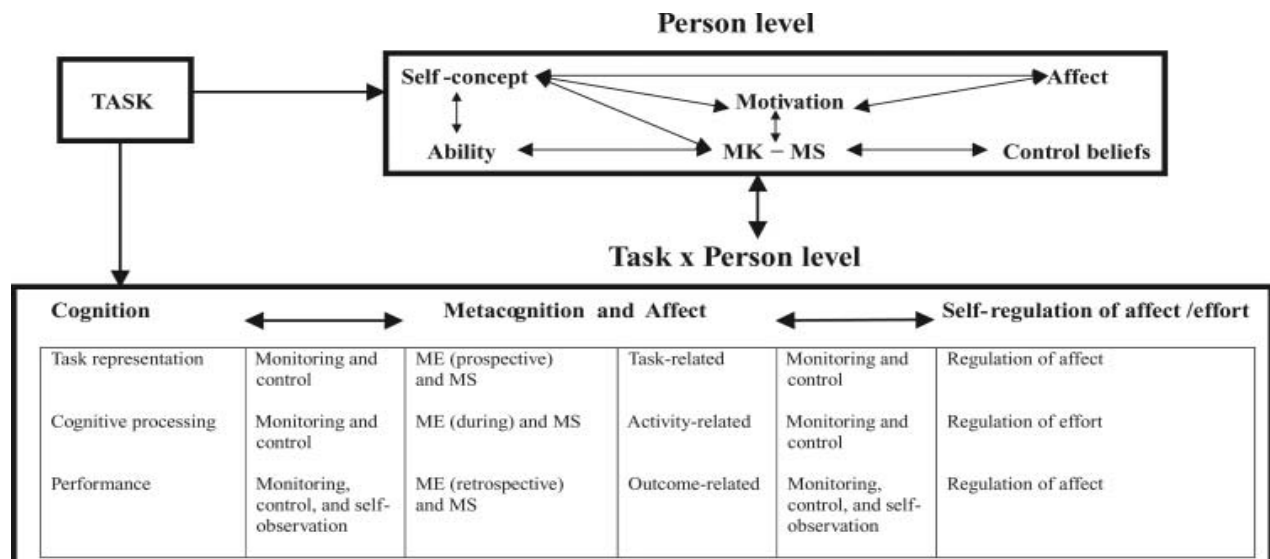 Person level
TASK
Self -concept
Affect
Motivation
Ability
MK – MS
Control beliefs
Task x Person level
Cognition
Metacognition and Affect
Self-regulation of affect /effort
Task representation
Monitoring and
control
ME (prospective)
and MS
Task-related
Monitoring and
control
Regulation of affect
Cognitive processing
Monitoring and
control
ME (during) and MS
Activity-related
Monitoring and
control
Regulation of effort
Performance
Monitoring,
control, and self-
observation
ME (retrospective)
and MS
Outcome-related
Monitoring,
control, and self-
observation
Regulation of affect